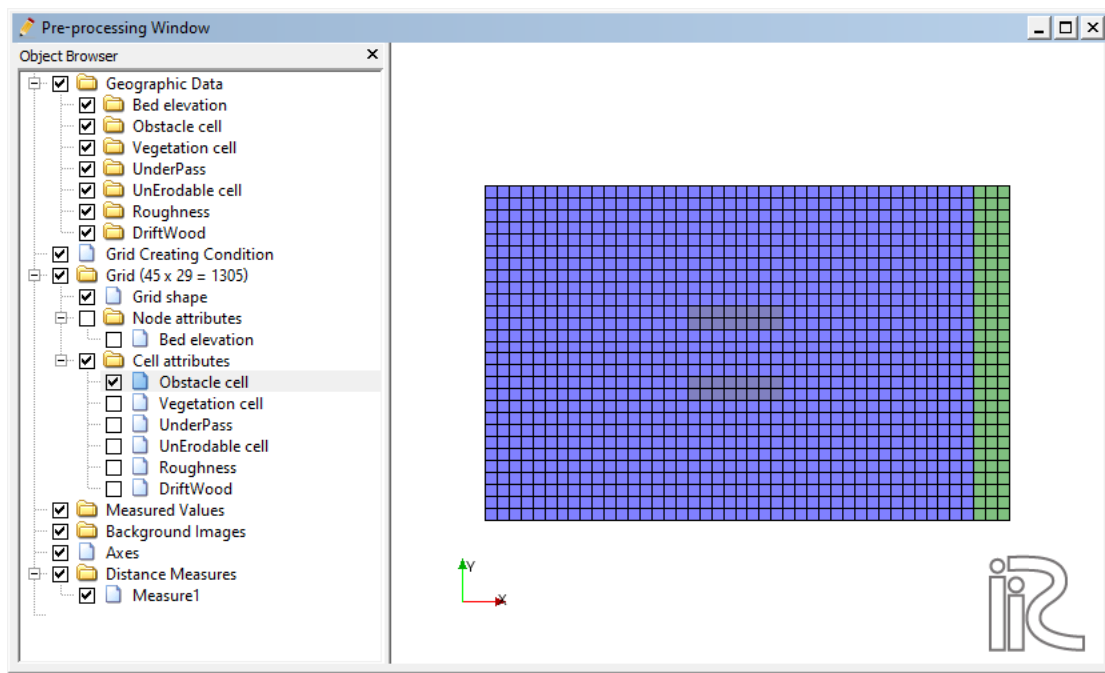 Pre-processing Window
Object Browser
Geographic Data
Bed elevation
Obstacle cell
Vegetation cell
UnderPass
UnErodable cell
Roughness
DriftWood
Grid Creating Condition
Grid (45 x 29 = 1305)
Grid shape
Node attributes
Bed elevation
Cell attributes
Obstacle cell
Vegetation cell
UnderPass
UnErodable cell
Roughness
DriftWood
Measured Values
Background Images
Axes
Distance Measures
Measure1
Y
X
iRiC